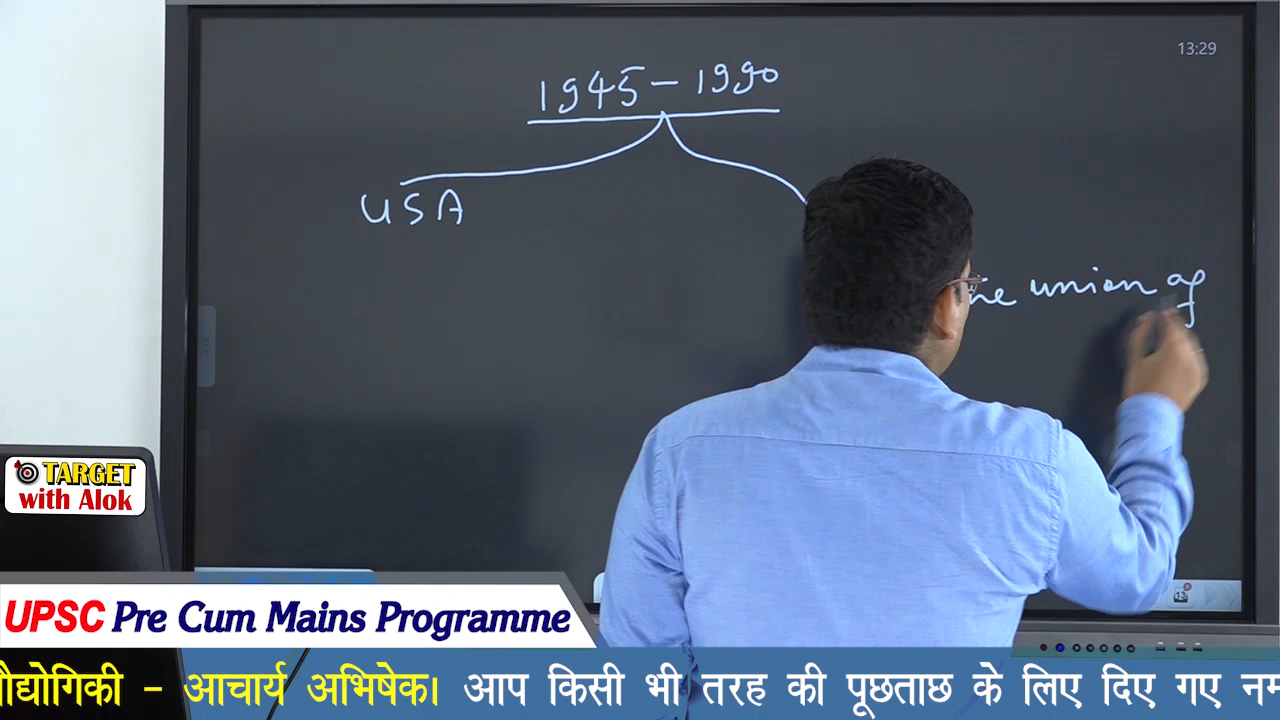 13:29
1945 - 1990
USA
the union of
TARGET
with Alok
UPSC Pre Cum Mains Programme
ौद्योगिकी - आचार्य अभिषेक। आप किसी भी तरह की पूछताछ के लिए दिए गए नम